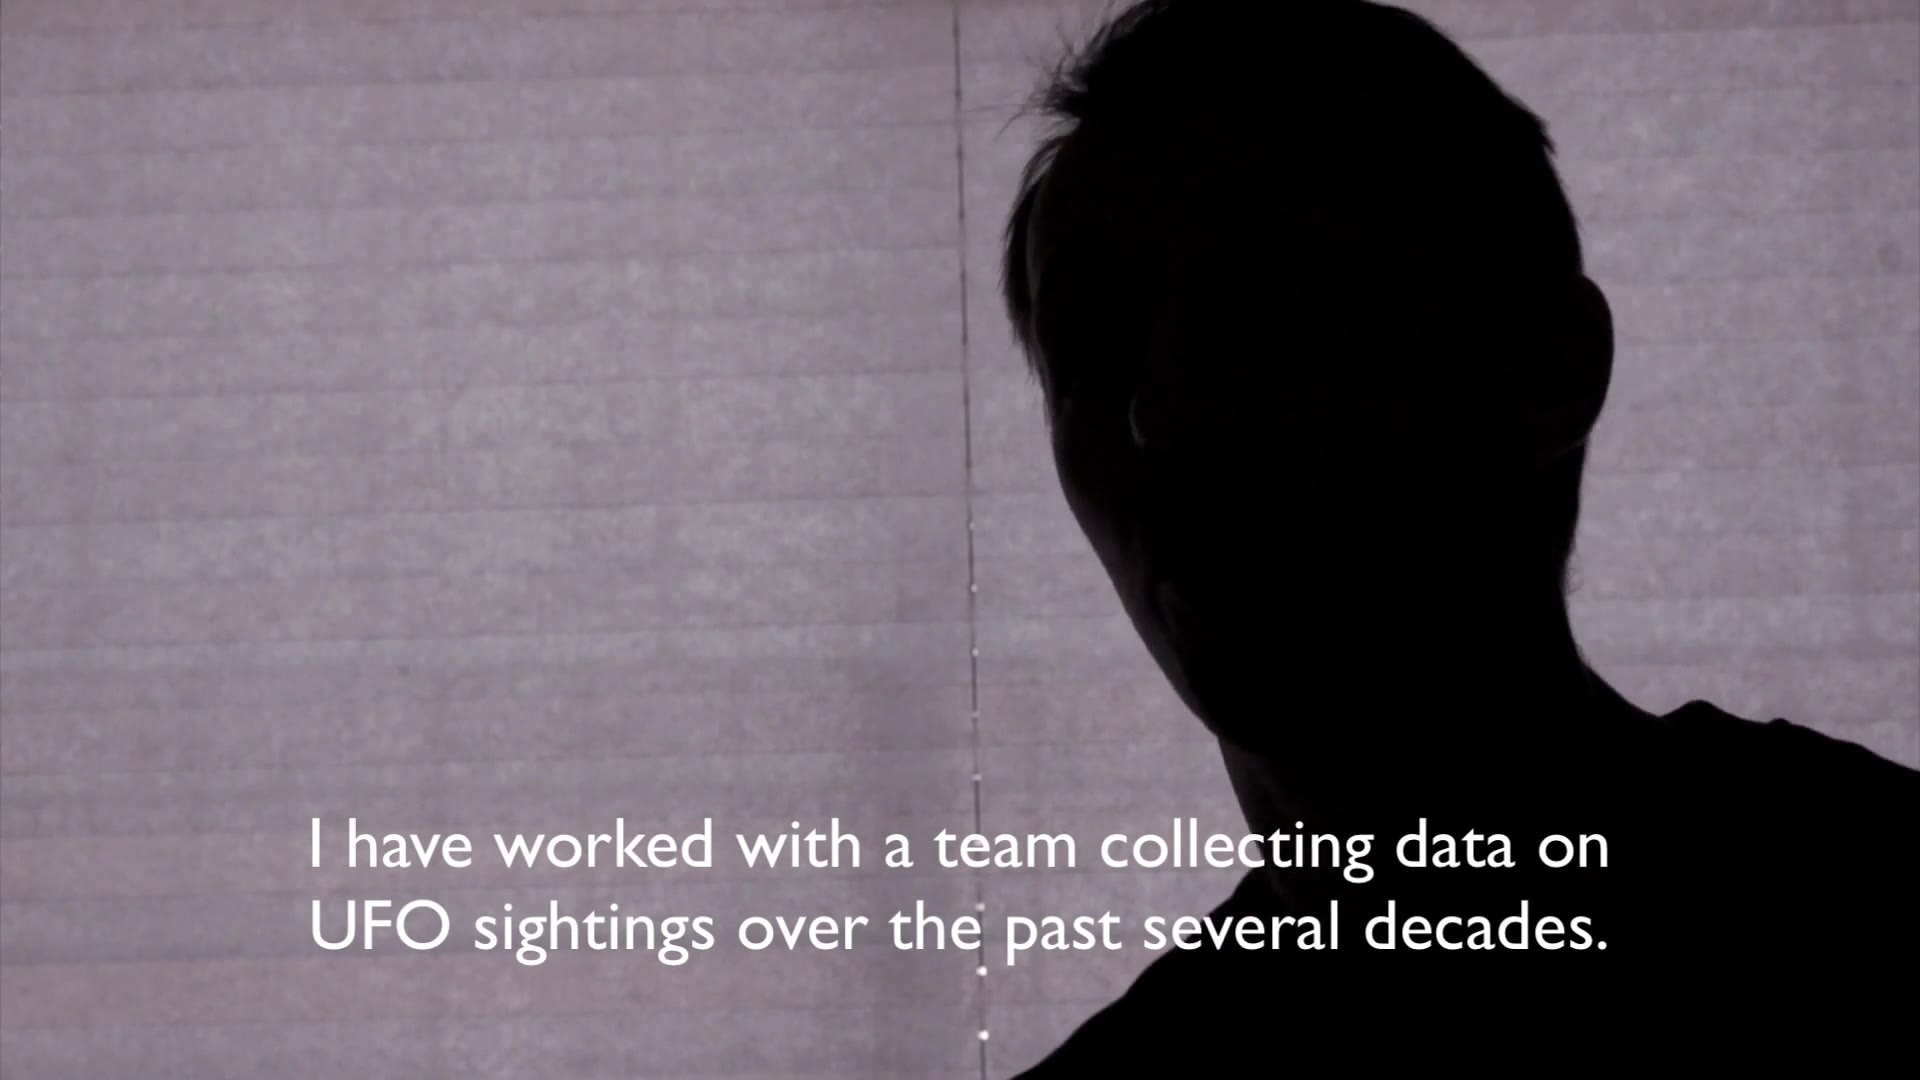 I have worked with a team collecting data on
UFO sightings over the past several decades.